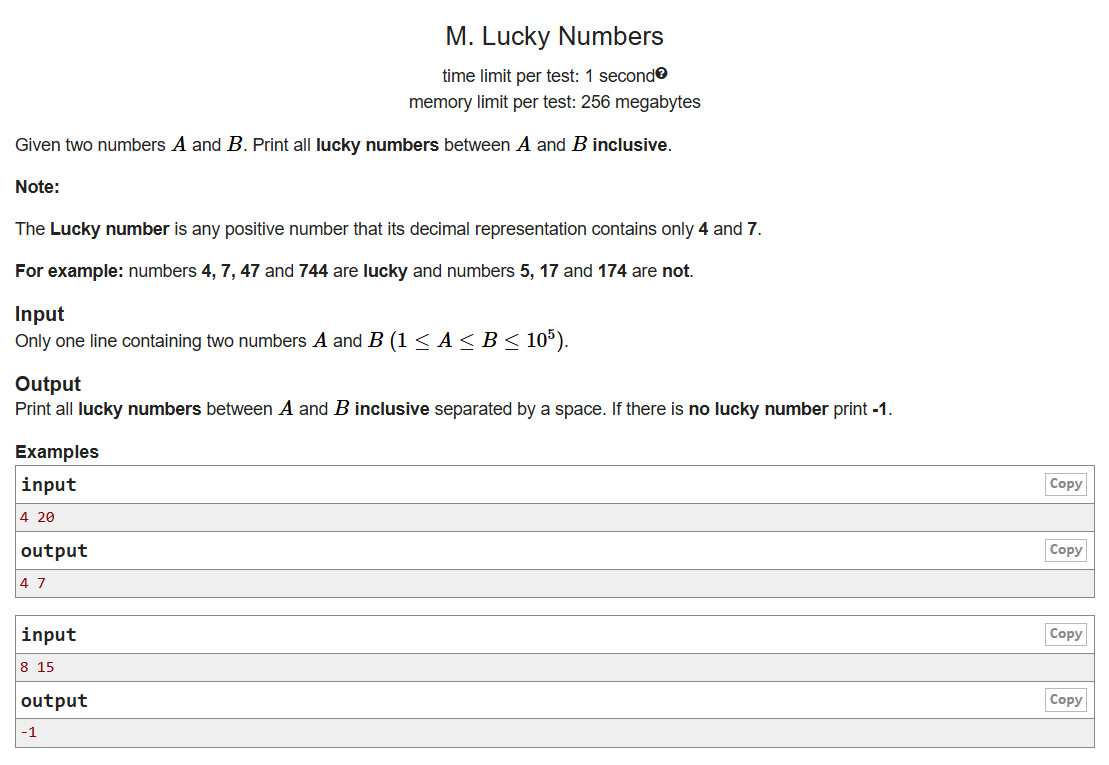 M. Lucky Numbers
time limit per test: 1 second?
memory limit per test: 256 megabytes
Given two numbers A and B. Print all lucky numbers between A and B inclusive.
Note:
The Lucky number is any positive number that its decimal representation contains only 4 and 7.
For example: numbers 4, 7, 47 and 744 are lucky and numbers 5, 17 and 174 are not.
Input
Only one line containing two numbers A and B (1 ≤ A ≤ B ≤ 10⁵).
Output
Print all lucky numbers between A and B inclusive separated by a space. If there is no lucky number print -1.
Examples
input Copy
4 20
output Copy
4 7
input Copy
8 15
output Copy
-1